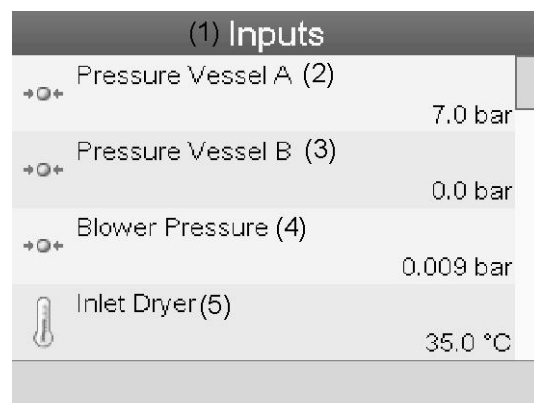 (1) Inputs
Pressure Vessel A (2)
7.0 bar
Pressure Vessel B (3)
0.0 bar
Blower Pressure (4)
0.009 bar
Inlet Dryer (5)
35.0 °C